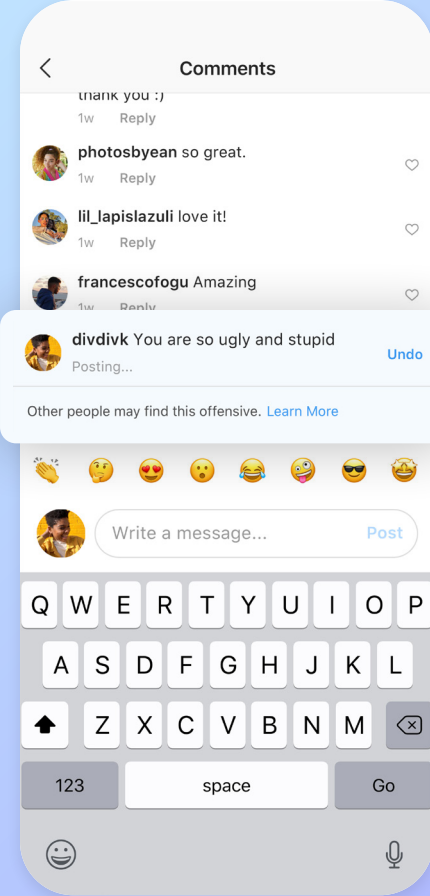 Comments
thank you :)
1w Reply
photosbyean so great.
1w Reply
lil_lapislazuli love it!
1w Reply
francescofogu Amazing
1w Reply
divdivk You are so ugly and stupid
Posting...
Undo
Other people may find this offensive. Learn More
Write a message... Post
Q W E R T Y U I O P
A S D F G H J K L
Z X C V B N M
123 space Go